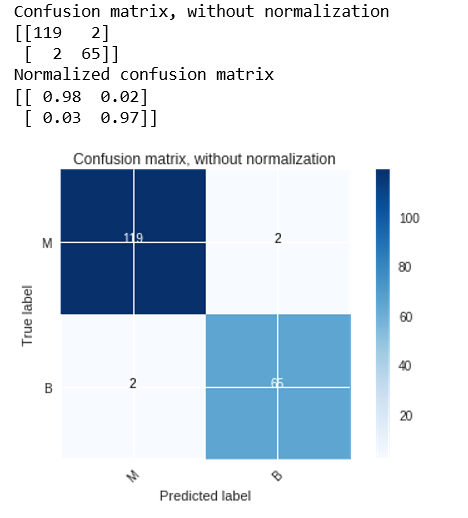 Confusion matrix, without normalization
[[119   2]
 [  2  65]]
Normalized confusion matrix
[[ 0.98  0.02]
 [ 0.03  0.97]]
Confusion matrix, without normalization
M
119
2
100
80
True label
60
B
2
65
40
20
M
B
Predicted label